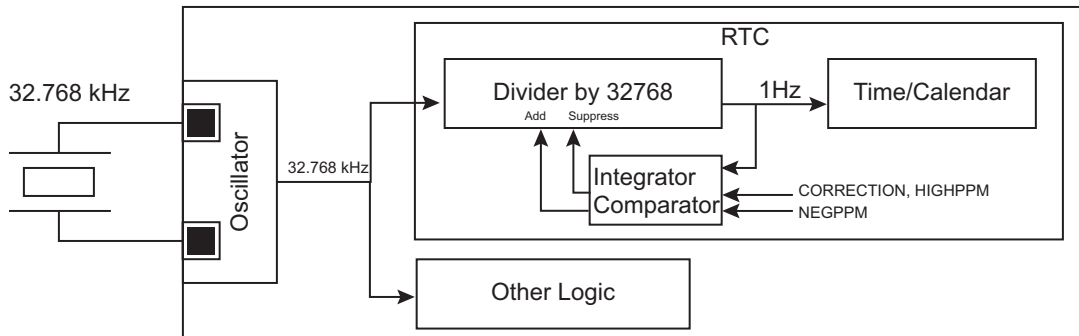 RTC
32.768 kHz
Divider by 32768
Add Suppress
1Hz
Time/Calendar
Oscillator
32.768 kHz
Integrator
Comparator
CORRECTION, HIGHPPM
NEGPPM
Other Logic